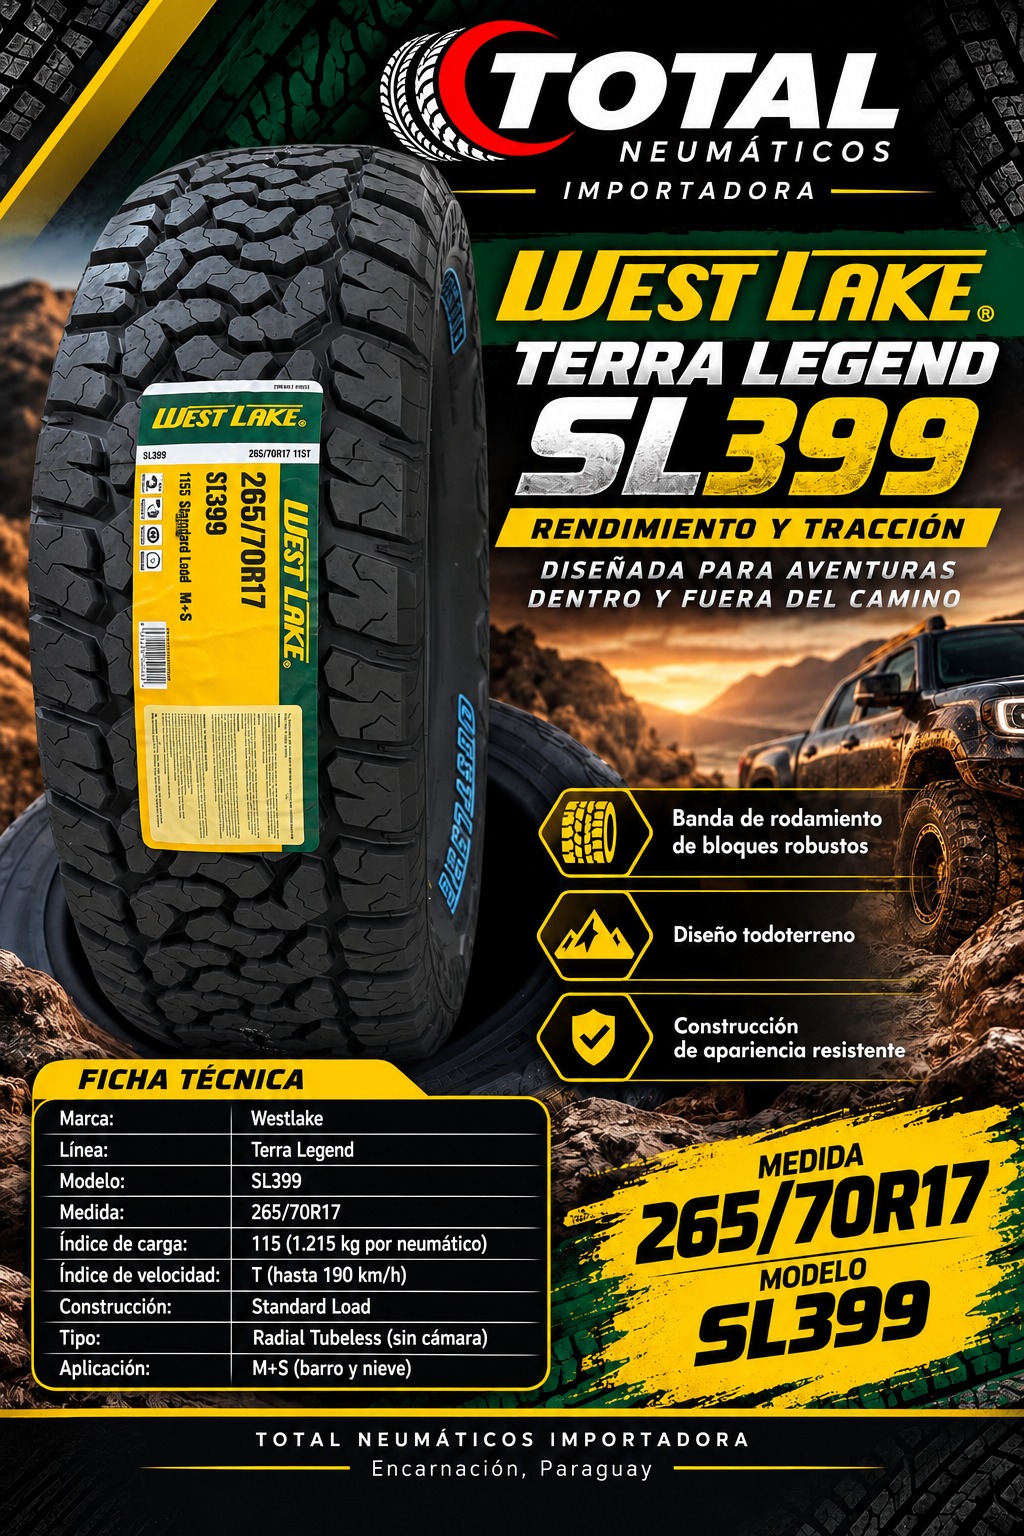 TOTAL
NEUMÁTICOS
IMPORTADORA
WEST LAKE®
TERRA LEGEND
SL399
RENDIMIENTO Y TRACCIÓN
DISEÑADA PARA AVENTURAS
DENTRO Y FUERA DEL CAMINO
WEST LAKE®
SL399 265/70R17 115T
265/70R17
SL399
115S Standard Load M+S
WEST LAKE®
Banda de rodamiento
de bloques robustos
Diseño todoterreno
Construcción
de apariencia resistente
FICHA TÉCNICA
Marca: Westlake
Línea: Terra Legend
Modelo: SL399
Medida: 265/70R17
Índice de carga: 115 (1.215 kg por neumático)
Índice de velocidad: T (hasta 190 km/h)
Construcción: Standard Load
Tipo: Radial Tubeless (sin cámara)
Aplicación: M+S (barro y nieve)
MEDIDA
265/70R17
MODELO
SL399
TOTAL NEUMÁTICOS IMPORTADORA
Encarnación, Paraguay